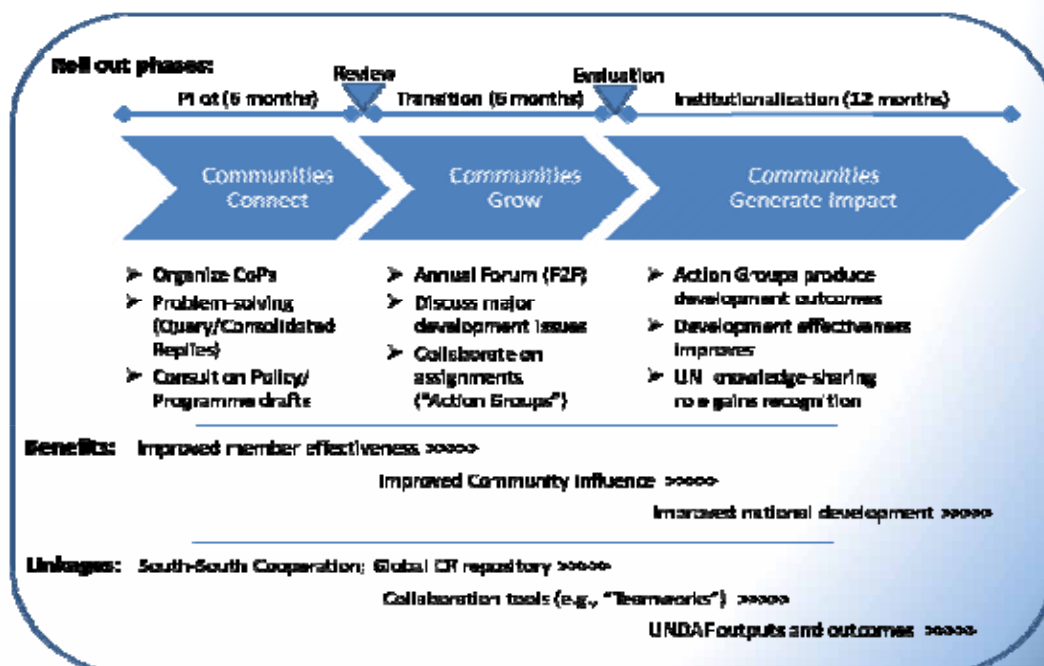 Roll out phases:
Review
Evaluation
Pilot (6 months)
Transition (6 months)
Institutionalisation (12 months)
Communities
Connect
Communities
Grow
Communities
Generate Impact
➤ Organize CoPs
➤ Problem-solving
(Query/Consolidated
Replies)
➤ Consult on Policy/
Programme drafts
➤ Annual Forum (F2F)
➤ Discuss major
development issues
➤ Collaborate on
assignments
("Action Groups")
➤ Action Groups produce
development outcomes
➤ Development effectiveness
improves
➤ UN knowledge-sharing
role gains recognition
Benefits: Improved member effectiveness >>>>>
Improved Community Influence >>>>>
Improved national development >>>>>
Linkages: South-South Cooperation; Global CR repository >>>>>
Collaboration tools (e.g., "Teamworks") >>>>>
UNDAF outputs and outcomes >>>>>